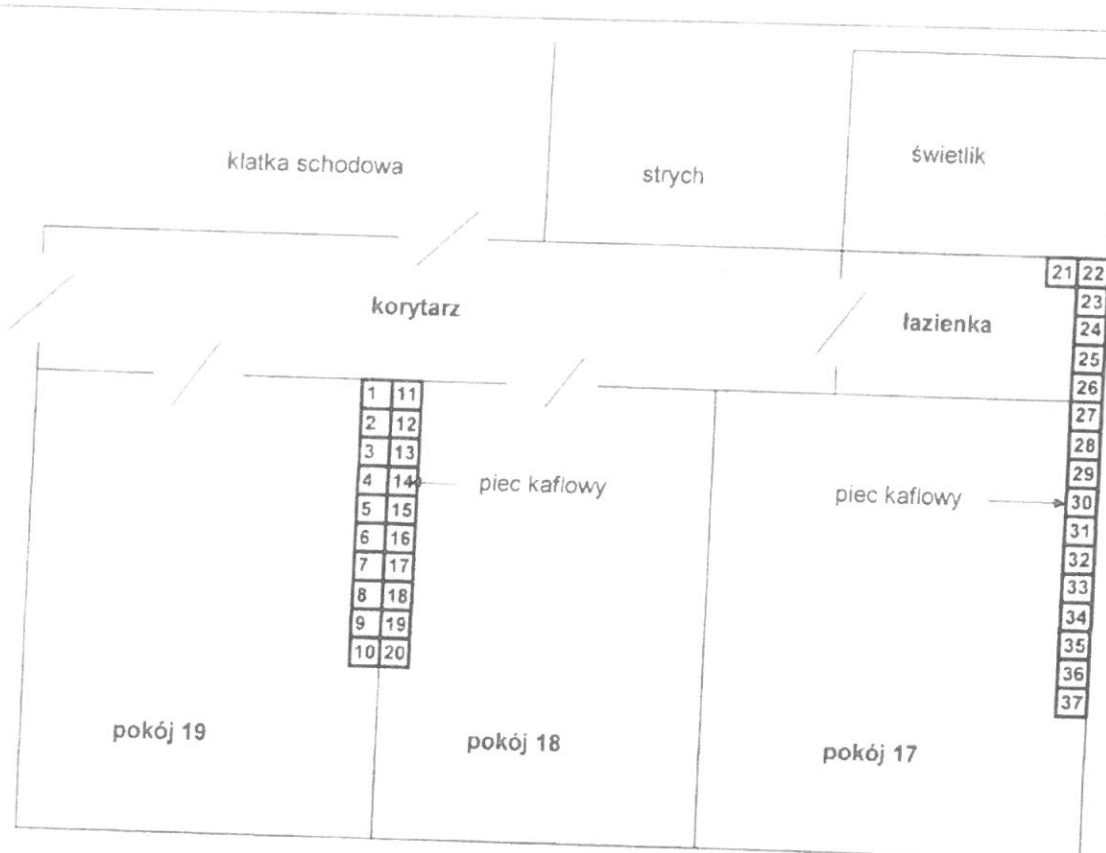 klatka schodowa
strych
świetlik
korytarz
łazienka
21 22
23
24
25
26
27
28
29
30
31
32
33
34
35
36
37
1 11
2 12
3 13
4 14
5 15
6 16
7 17
8 18
9 19
10 20
piec kaflowy
piec kaflowy
pokój 19
pokój 18
pokój 17